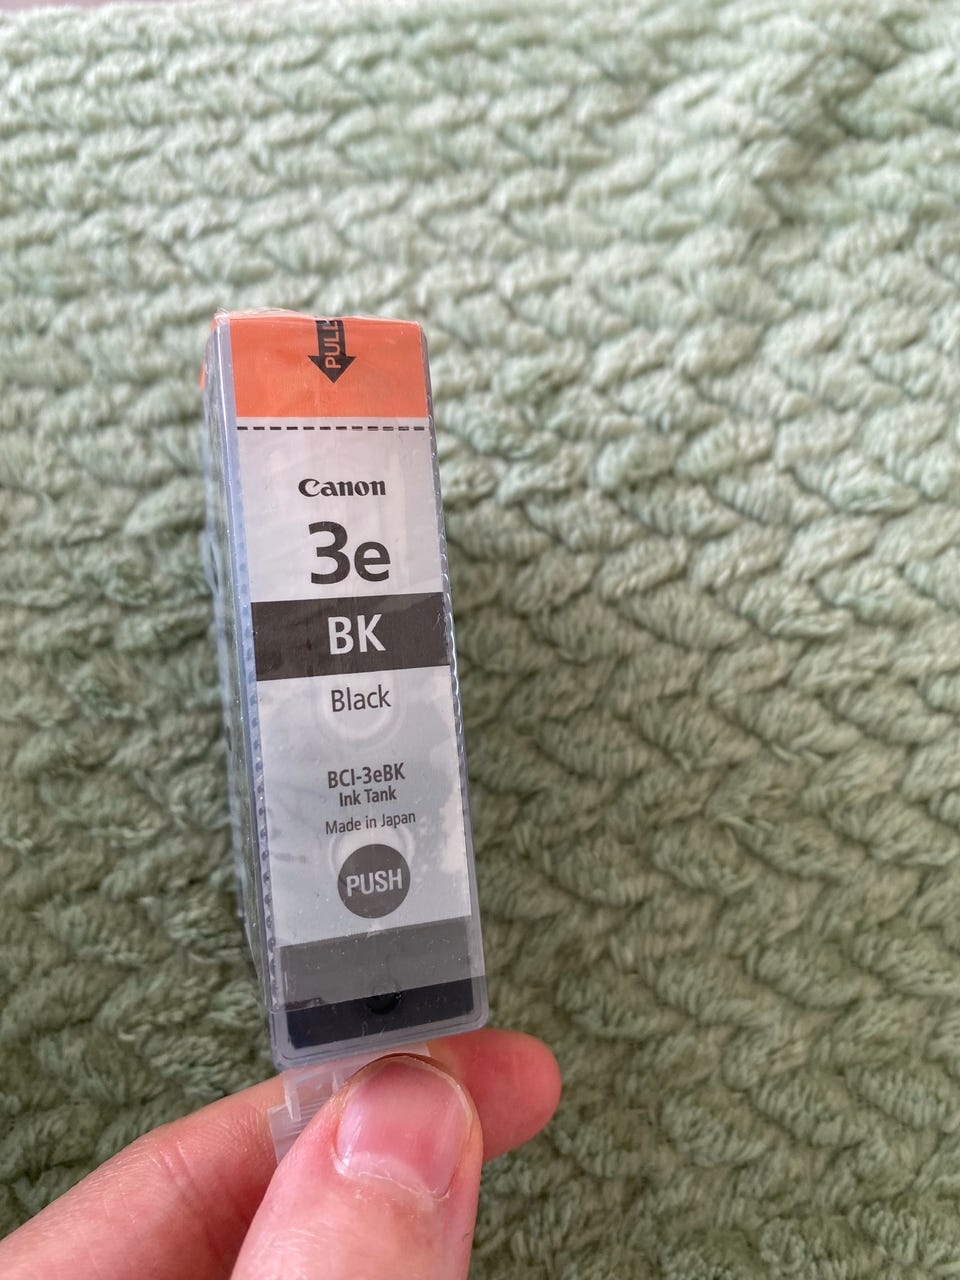 PULL
Canon
3e
BK
Black
BCI-3eBK
Ink Tank
Made in Japan
PUSH